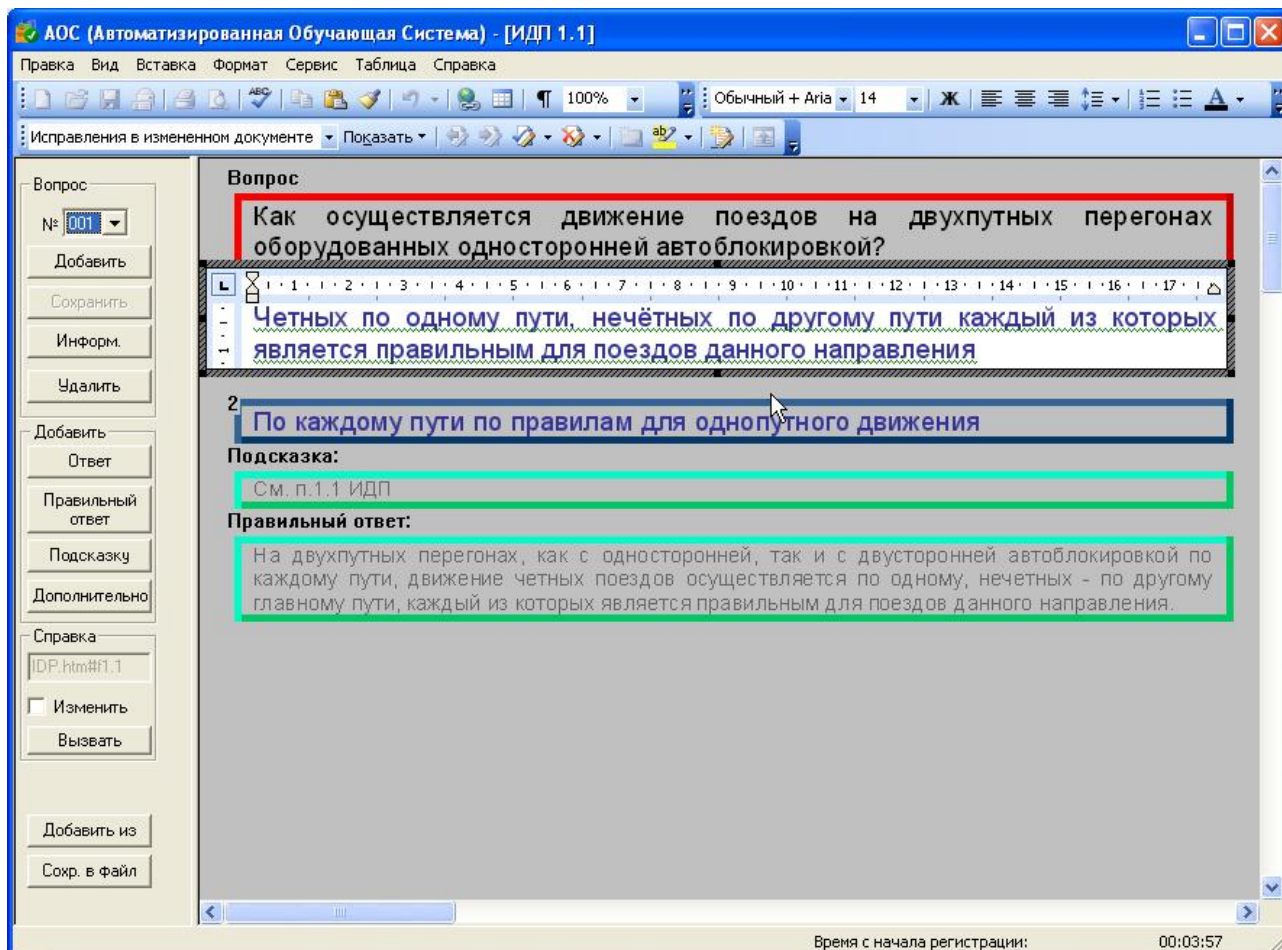 АОС (Автоматизированная Обучающая Система) - [ИДП 1.1]
Правка Вид Вставка Формат Сервис Таблица Справка
100% Обычный + Aria 14 Ж А
Исправления в измененном документе Показать
Вопрос
№ 001
Добавить
Сохранить
Информ.
Удалить
Добавить
Ответ
Правильный
ответ
Подсказку
Дополнительно
Справка
IDP.htm#f1.1
Изменить
Вызвать
Добавить из
Сохр. в файл
Вопрос
Как осуществляется движение поездов на двухпутных перегонах
оборудованных односторонней автоблокировкой?
1 2 3 4 5 6 7 8 9 10 11 12 13 14 15 16 17
Четных по одному пути, нечётных по другому пути каждый из которых
1 является правильным для поездов данного направления
2
По каждому пути по правилам для однопутного движения
Подсказка:
См. п.1.1 ИДП
Правильный ответ:
На двухпутных перегонах, как с односторонней, так и с двусторонней автоблокировкой по
каждому пути, движение четных поездов осуществляется по одному, нечетных - по другому
главному пути, каждый из которых является правильным для поездов данного направления.
Время с начала регистрации: 00:03:57